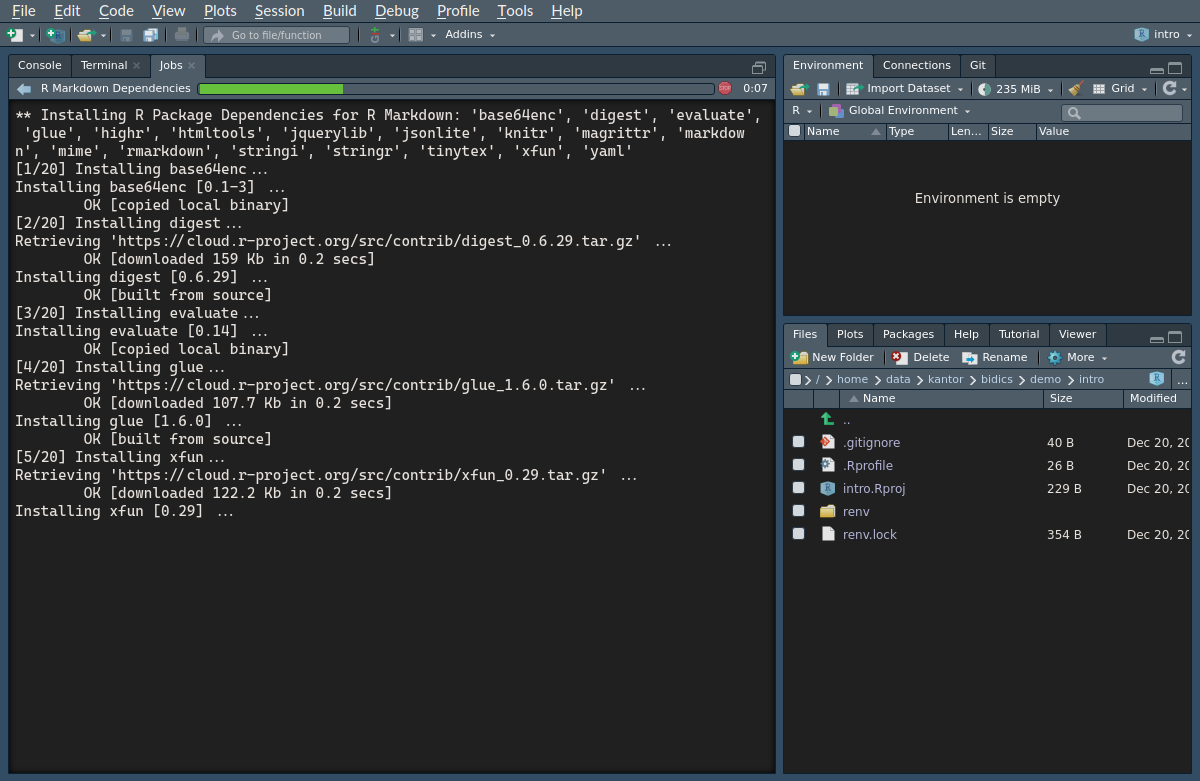 File Edit Code View Plots Session Build Debug Profile Tools Help
Go to file/function Addins intro
Console Terminal Jobs
R Markdown Dependencies STOP 0:07
** Installing R Package Dependencies for R Markdown: 'base64enc', 'digest', 'evaluate',
'glue', 'highr', 'htmltools', 'jquerylib', 'jsonlite', 'knitr', 'magrittr', 'markdow
n', 'mime', 'rmarkdown', 'stringi', 'stringr', 'tinytex', 'xfun', 'yaml'
[1/20] Installing base64enc...
Installing base64enc [0.1-3] ...
OK [copied local binary]
[2/20] Installing digest...
Retrieving 'https://cloud.r-project.org/src/contrib/digest_0.6.29.tar.gz' ...
OK [downloaded 159 Kb in 0.2 secs]
Installing digest [0.6.29] ...
OK [built from source]
[3/20] Installing evaluate...
Installing evaluate [0.14] ...
OK [copied local binary]
[4/20] Installing glue...
Retrieving 'https://cloud.r-project.org/src/contrib/glue_1.6.0.tar.gz' ...
OK [downloaded 107.7 Kb in 0.2 secs]
Installing glue [1.6.0] ...
OK [built from source]
[5/20] Installing xfun...
Retrieving 'https://cloud.r-project.org/src/contrib/xfun_0.29.tar.gz' ...
OK [downloaded 122.2 Kb in 0.2 secs]
Installing xfun [0.29] ...
Environment Connections Git
Import Dataset 235 MiB Grid
R Global Environment
Name Type Len... Size Value
Environment is empty
Files Plots Packages Help Tutorial Viewer
New Folder Delete Rename More
/ home data kantor bidics demo intro R ...
Name Size Modified
..
.gitignore 40 B Dec 20, 20
.Rprofile 26 B Dec 20, 20
intro.Rproj 229 B Dec 20, 20
renv
renv.lock 354 B Dec 20, 20